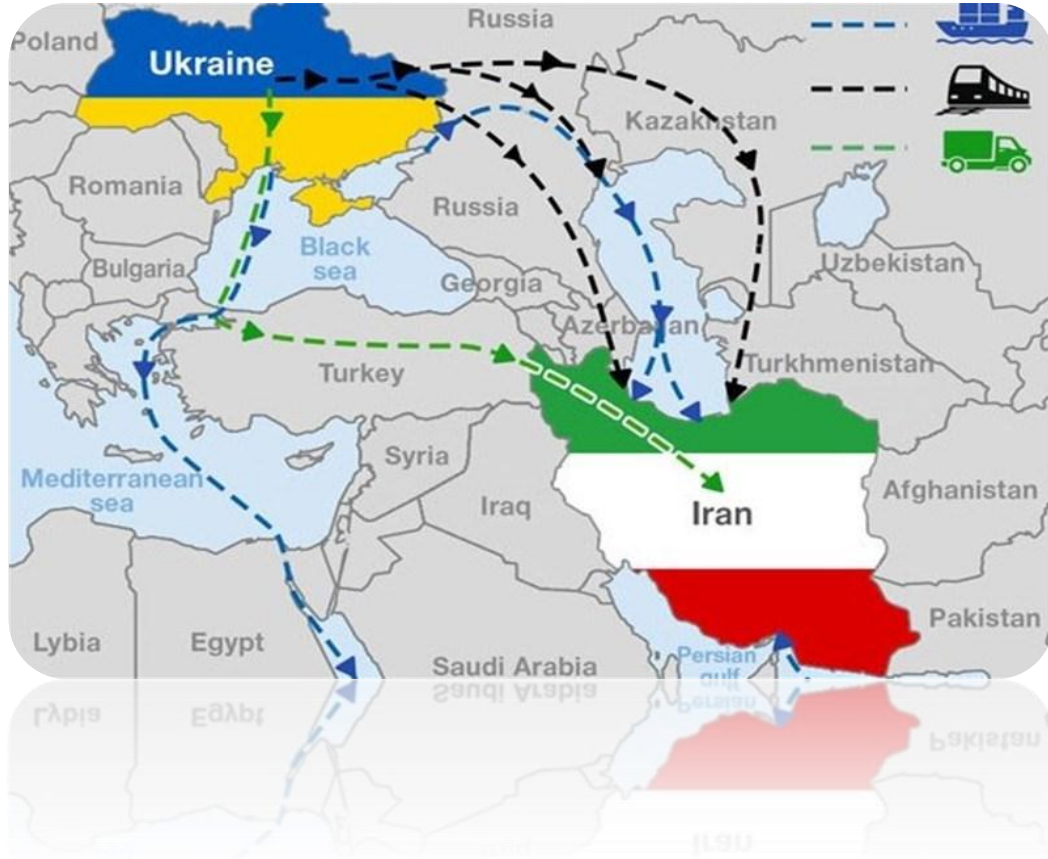 Russia
Poland
Ukraine
Kazakhstan
Romania
Russia
Black
sea
Bulgaria
Uzbekistan
Georgia
Azerbaijan
Turkey
Turkhmenistan
Syria
Mediterranean
sea
Iraq
Iran
Afghanistan
Pakistan
Lybia
Egypt
Saudi Arabia
Persian
gulf